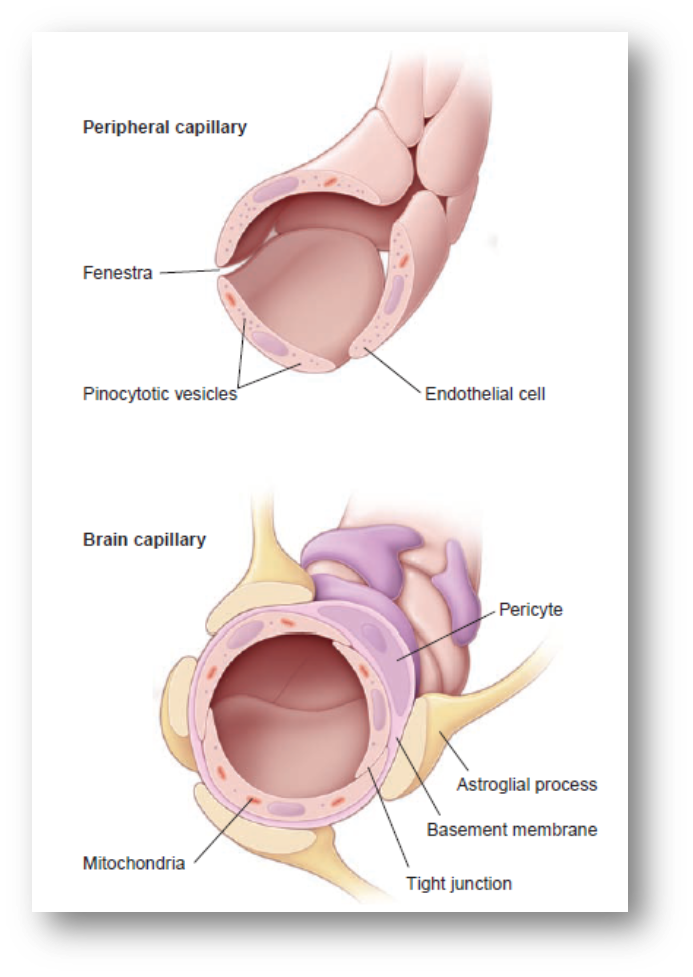 Peripheral capillary
Fenestra
Pinocytotic vesicles
Endothelial cell
Brain capillary
Pericyte
Astroglial process
Basement membrane
Mitochondria
Tight junction